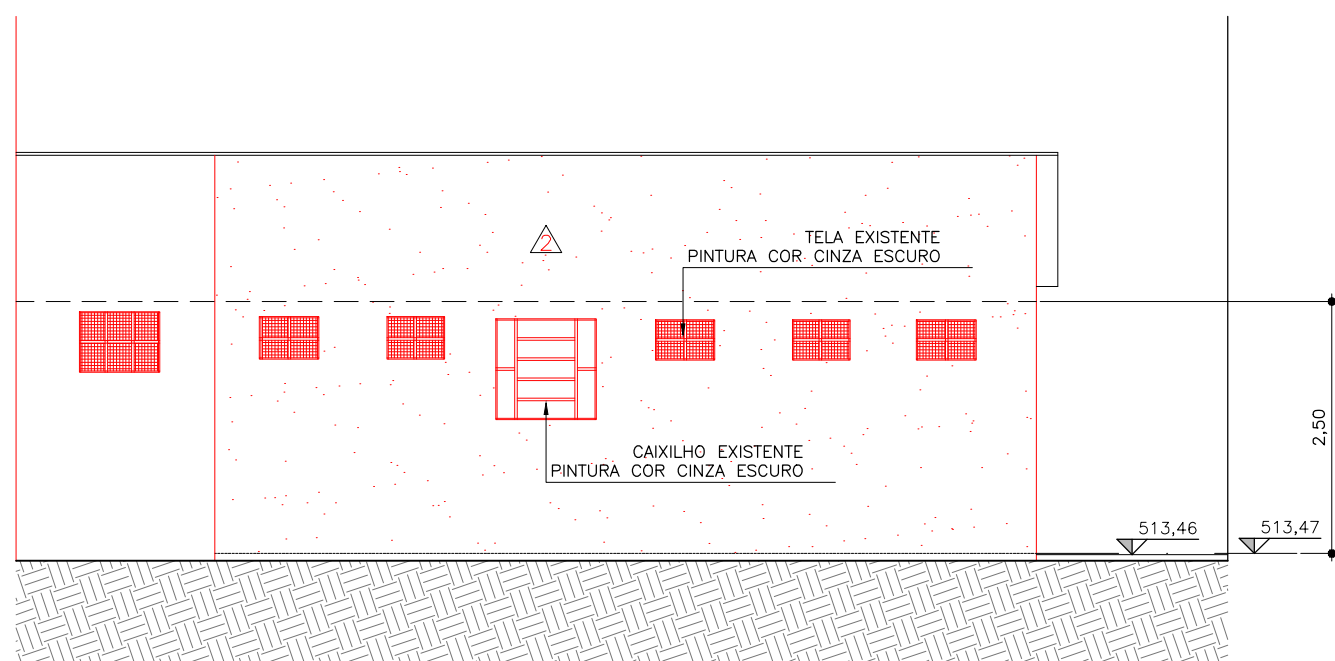 2
TELA EXISTENTE
PINTURA COR CINZA ESCURO
CAIXILHO EXISTENTE
PINTURA COR CINZA ESCURO
2,50
513,46
513,47